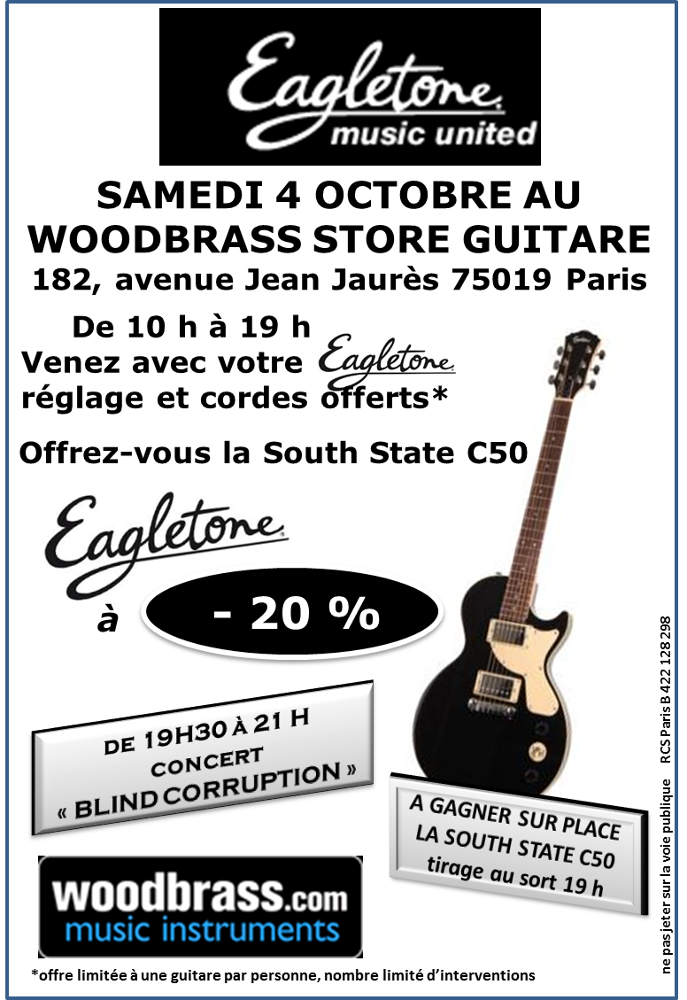 Eagletone.
music united
SAMEDI 4 OCTOBRE AU
WOODBRASS STORE GUITARE
182, avenue Jean Jaurès 75019 Paris
De 10 h à 19 h
Venez avec votre Eagletone.
réglage et cordes offerts*
Offrez-vous la South State C50
Eagletone.
à - 20 %
DE 19H30 À 21 H
CONCERT
« BLIND CORRUPTION »
A GAGNER SUR PLACE
LA SOUTH STATE C50
tirage au sort 19 h
woodbrass.com
music instruments
*offre limitée à une guitare par personne, nombre limité d’interventions
ne pas jeter sur la voie publique RCS Paris B 422 128 298